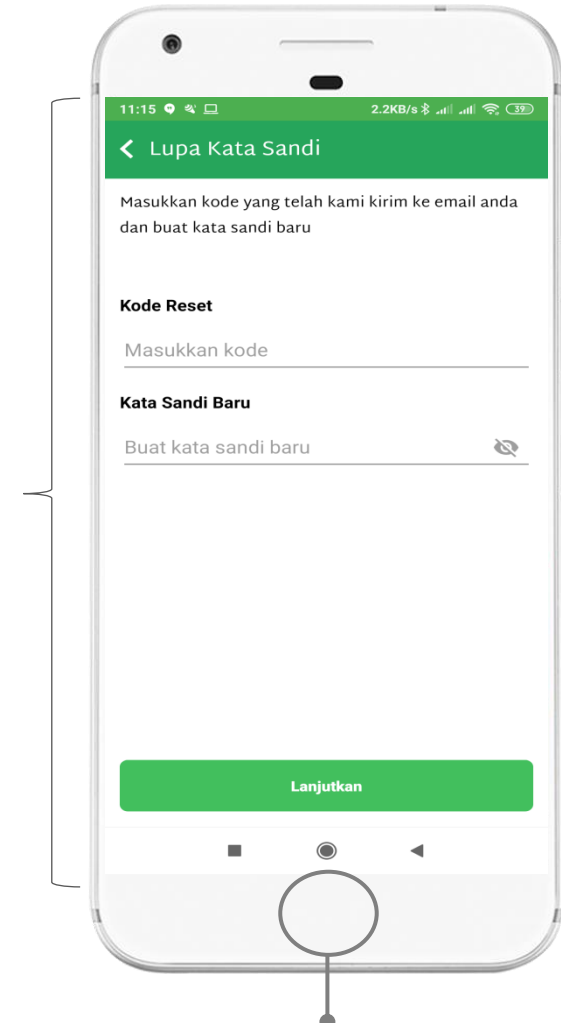 11:15 2.2KB/s 39
Lupa Kata Sandi
Masukkan kode yang telah kami kirim ke email anda
dan buat kata sandi baru
Kode Reset
Masukkan kode
Kata Sandi Baru
Buat kata sandi baru
Lanjutkan